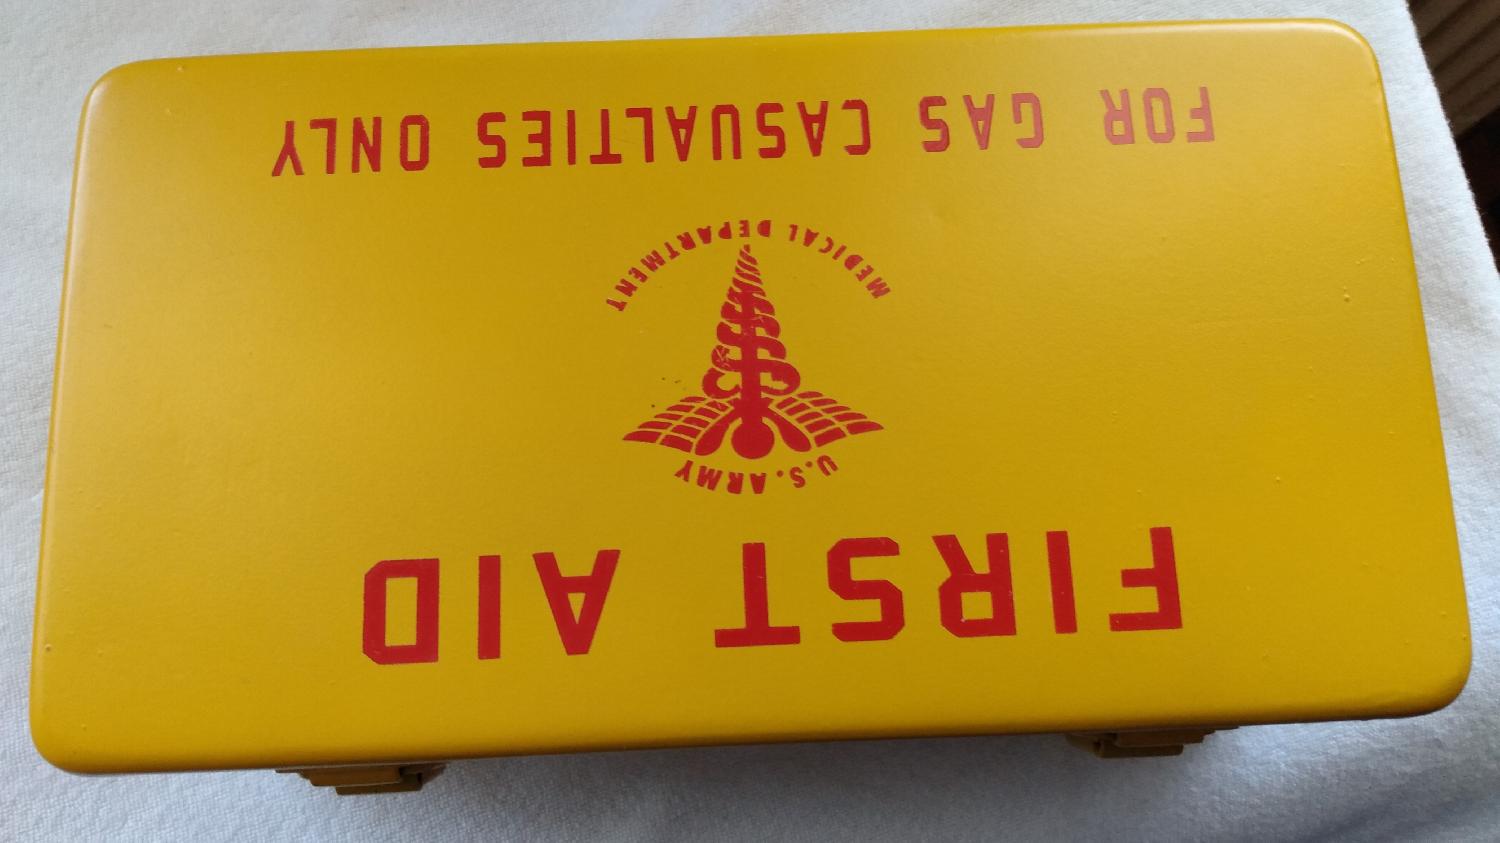 FIRST AID
U.S. ARMY
MEDICAL DEPARTMENT
FOR GAS CASUALTIES ONLY